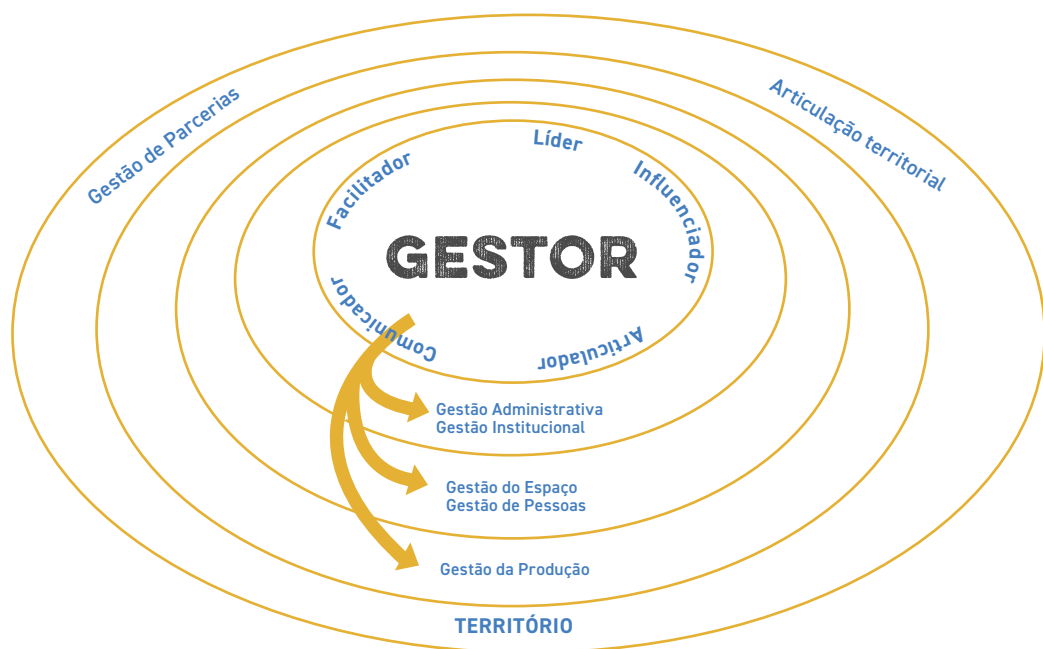 Gestão de Parcerias
Articulação territorial
Líder
Facilitador
Influenciador
GESTOR
Comunicador
Articulador
Gestão Administrativa
Gestão Institucional
Gestão do Espaço
Gestão de Pessoas
Gestão da Produção
TERRITÓRIO